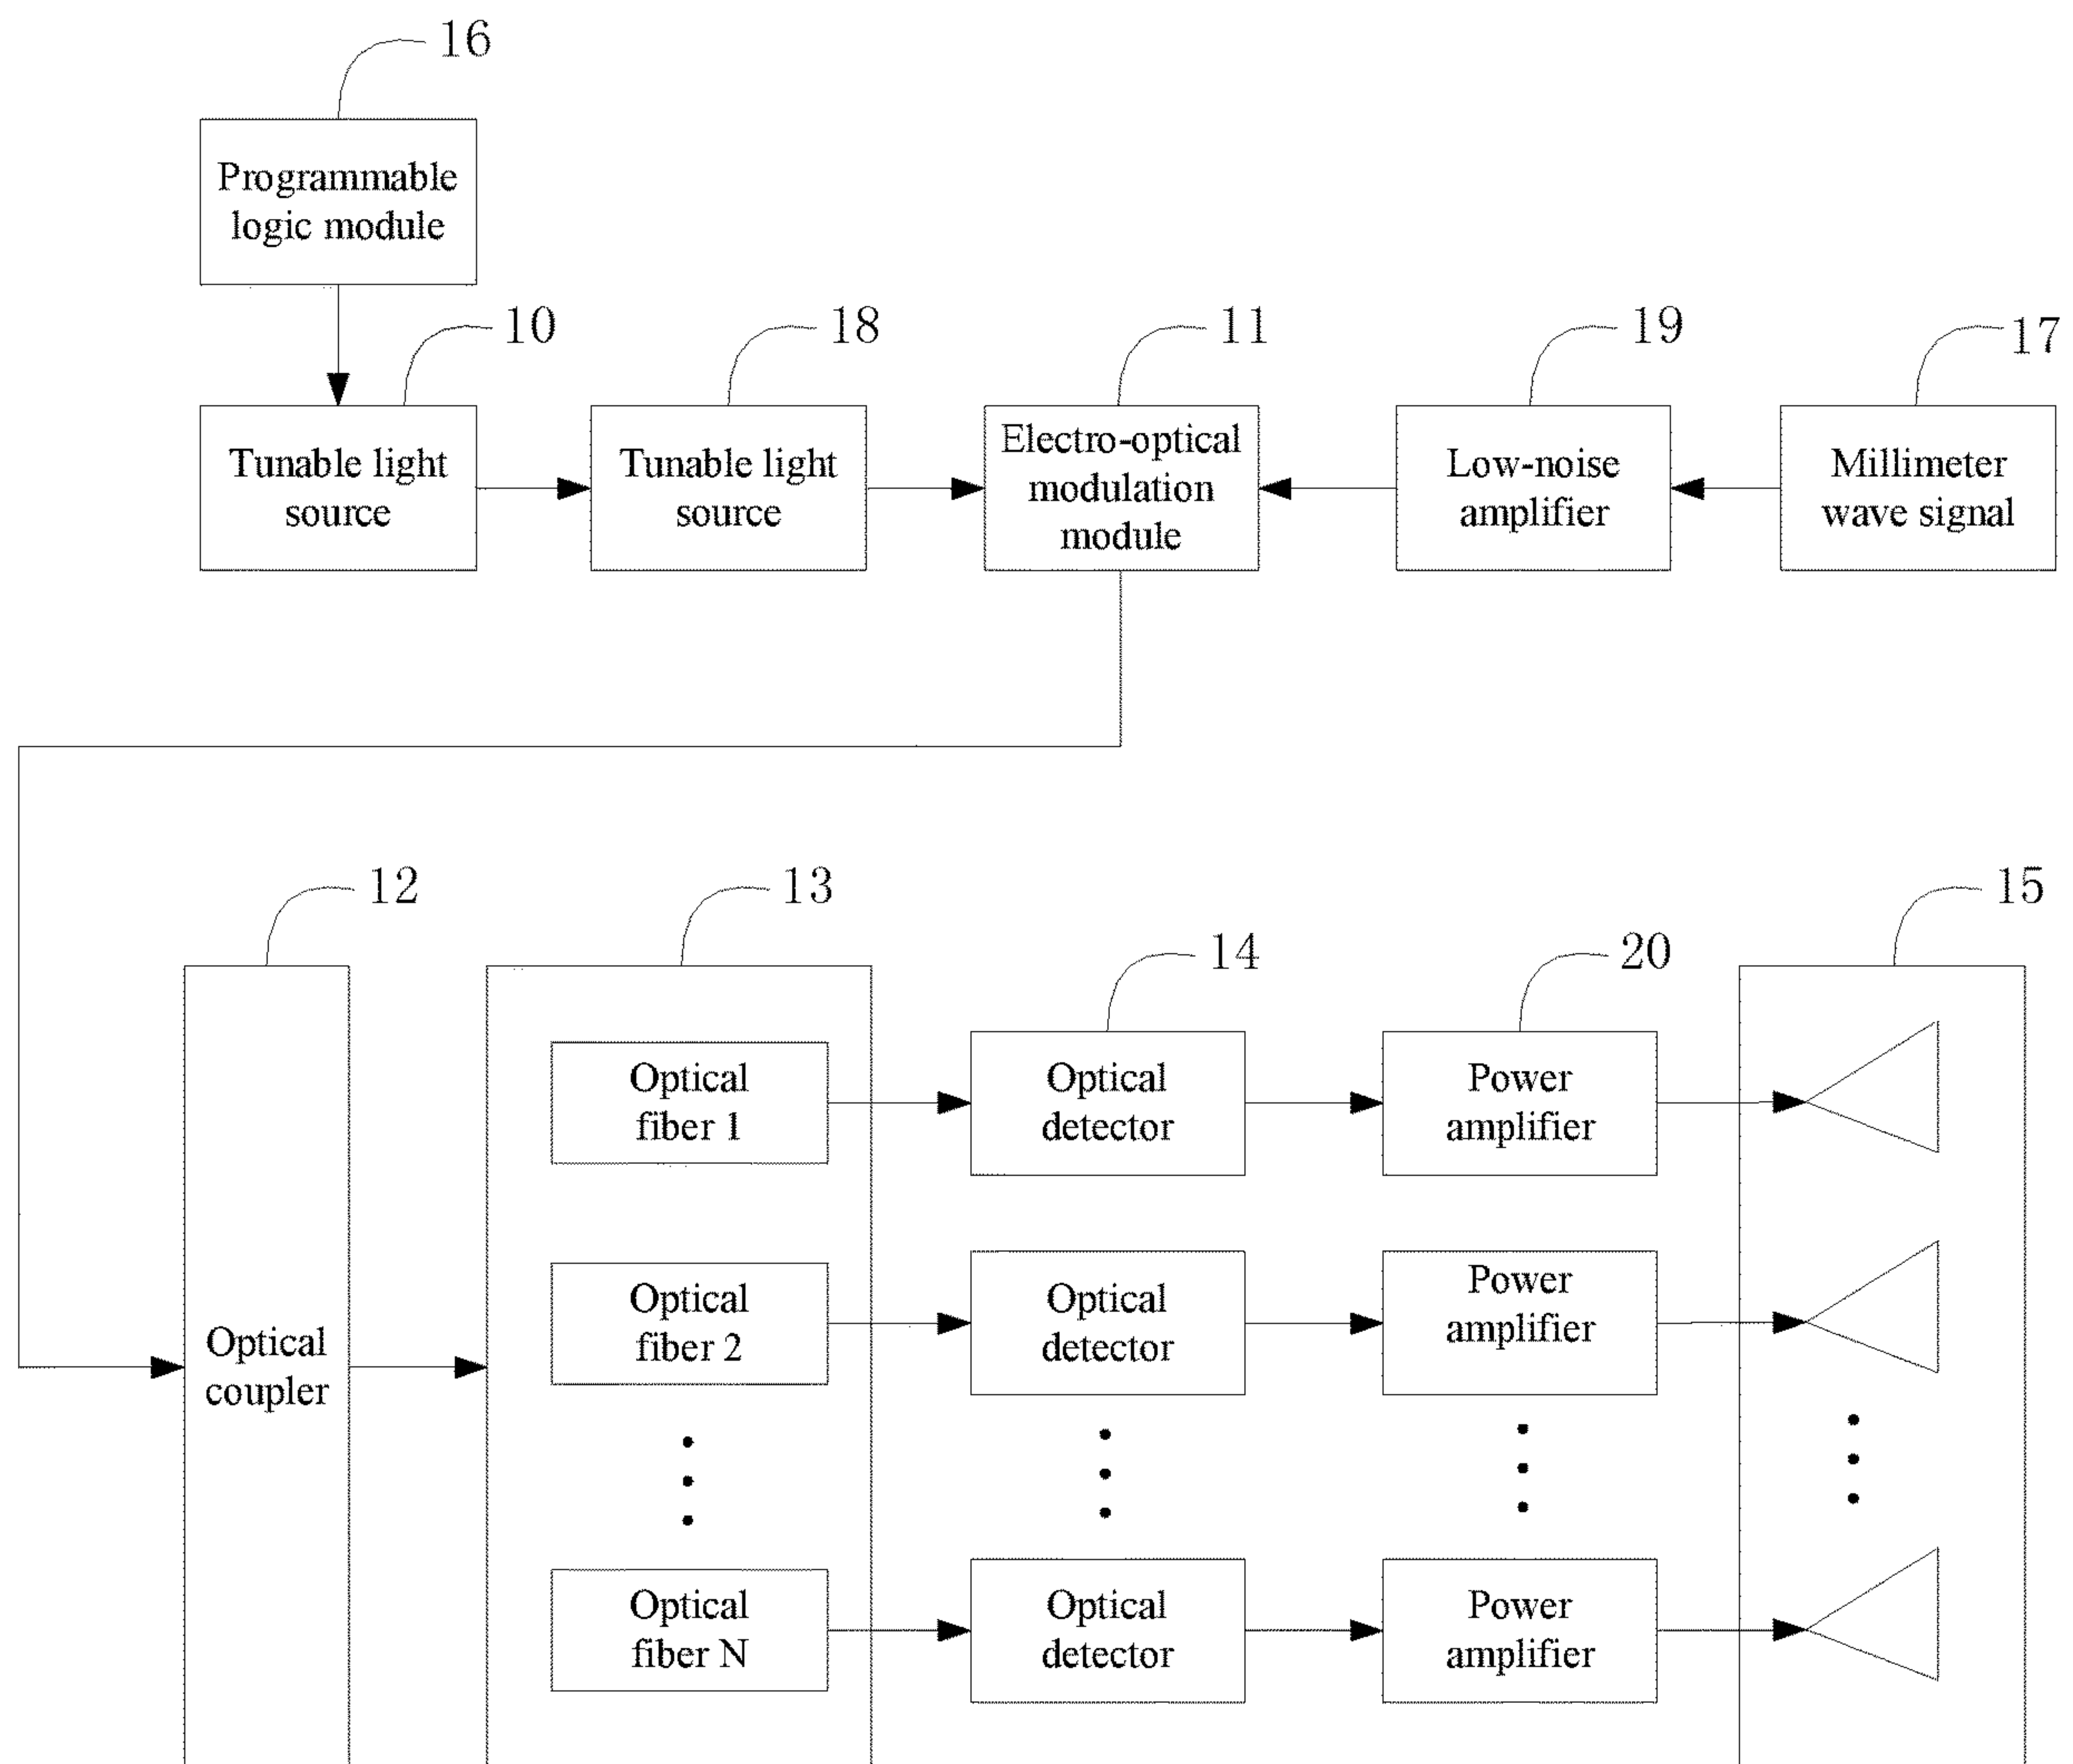 16
Programmable
logic module
10
18
11
19
17
Tunable light
source
Tunable light
source
Electro-optical
modulation
module
Low-noise
amplifier
Millimeter
wave signal
12
13
14
20
15
Optical
coupler
Optical
fiber 1
Optical
detector
Power
amplifier
Optical
fiber 2
Optical
detector
Power
amplifier
Optical
fiber N
Optical
detector
Power
amplifier